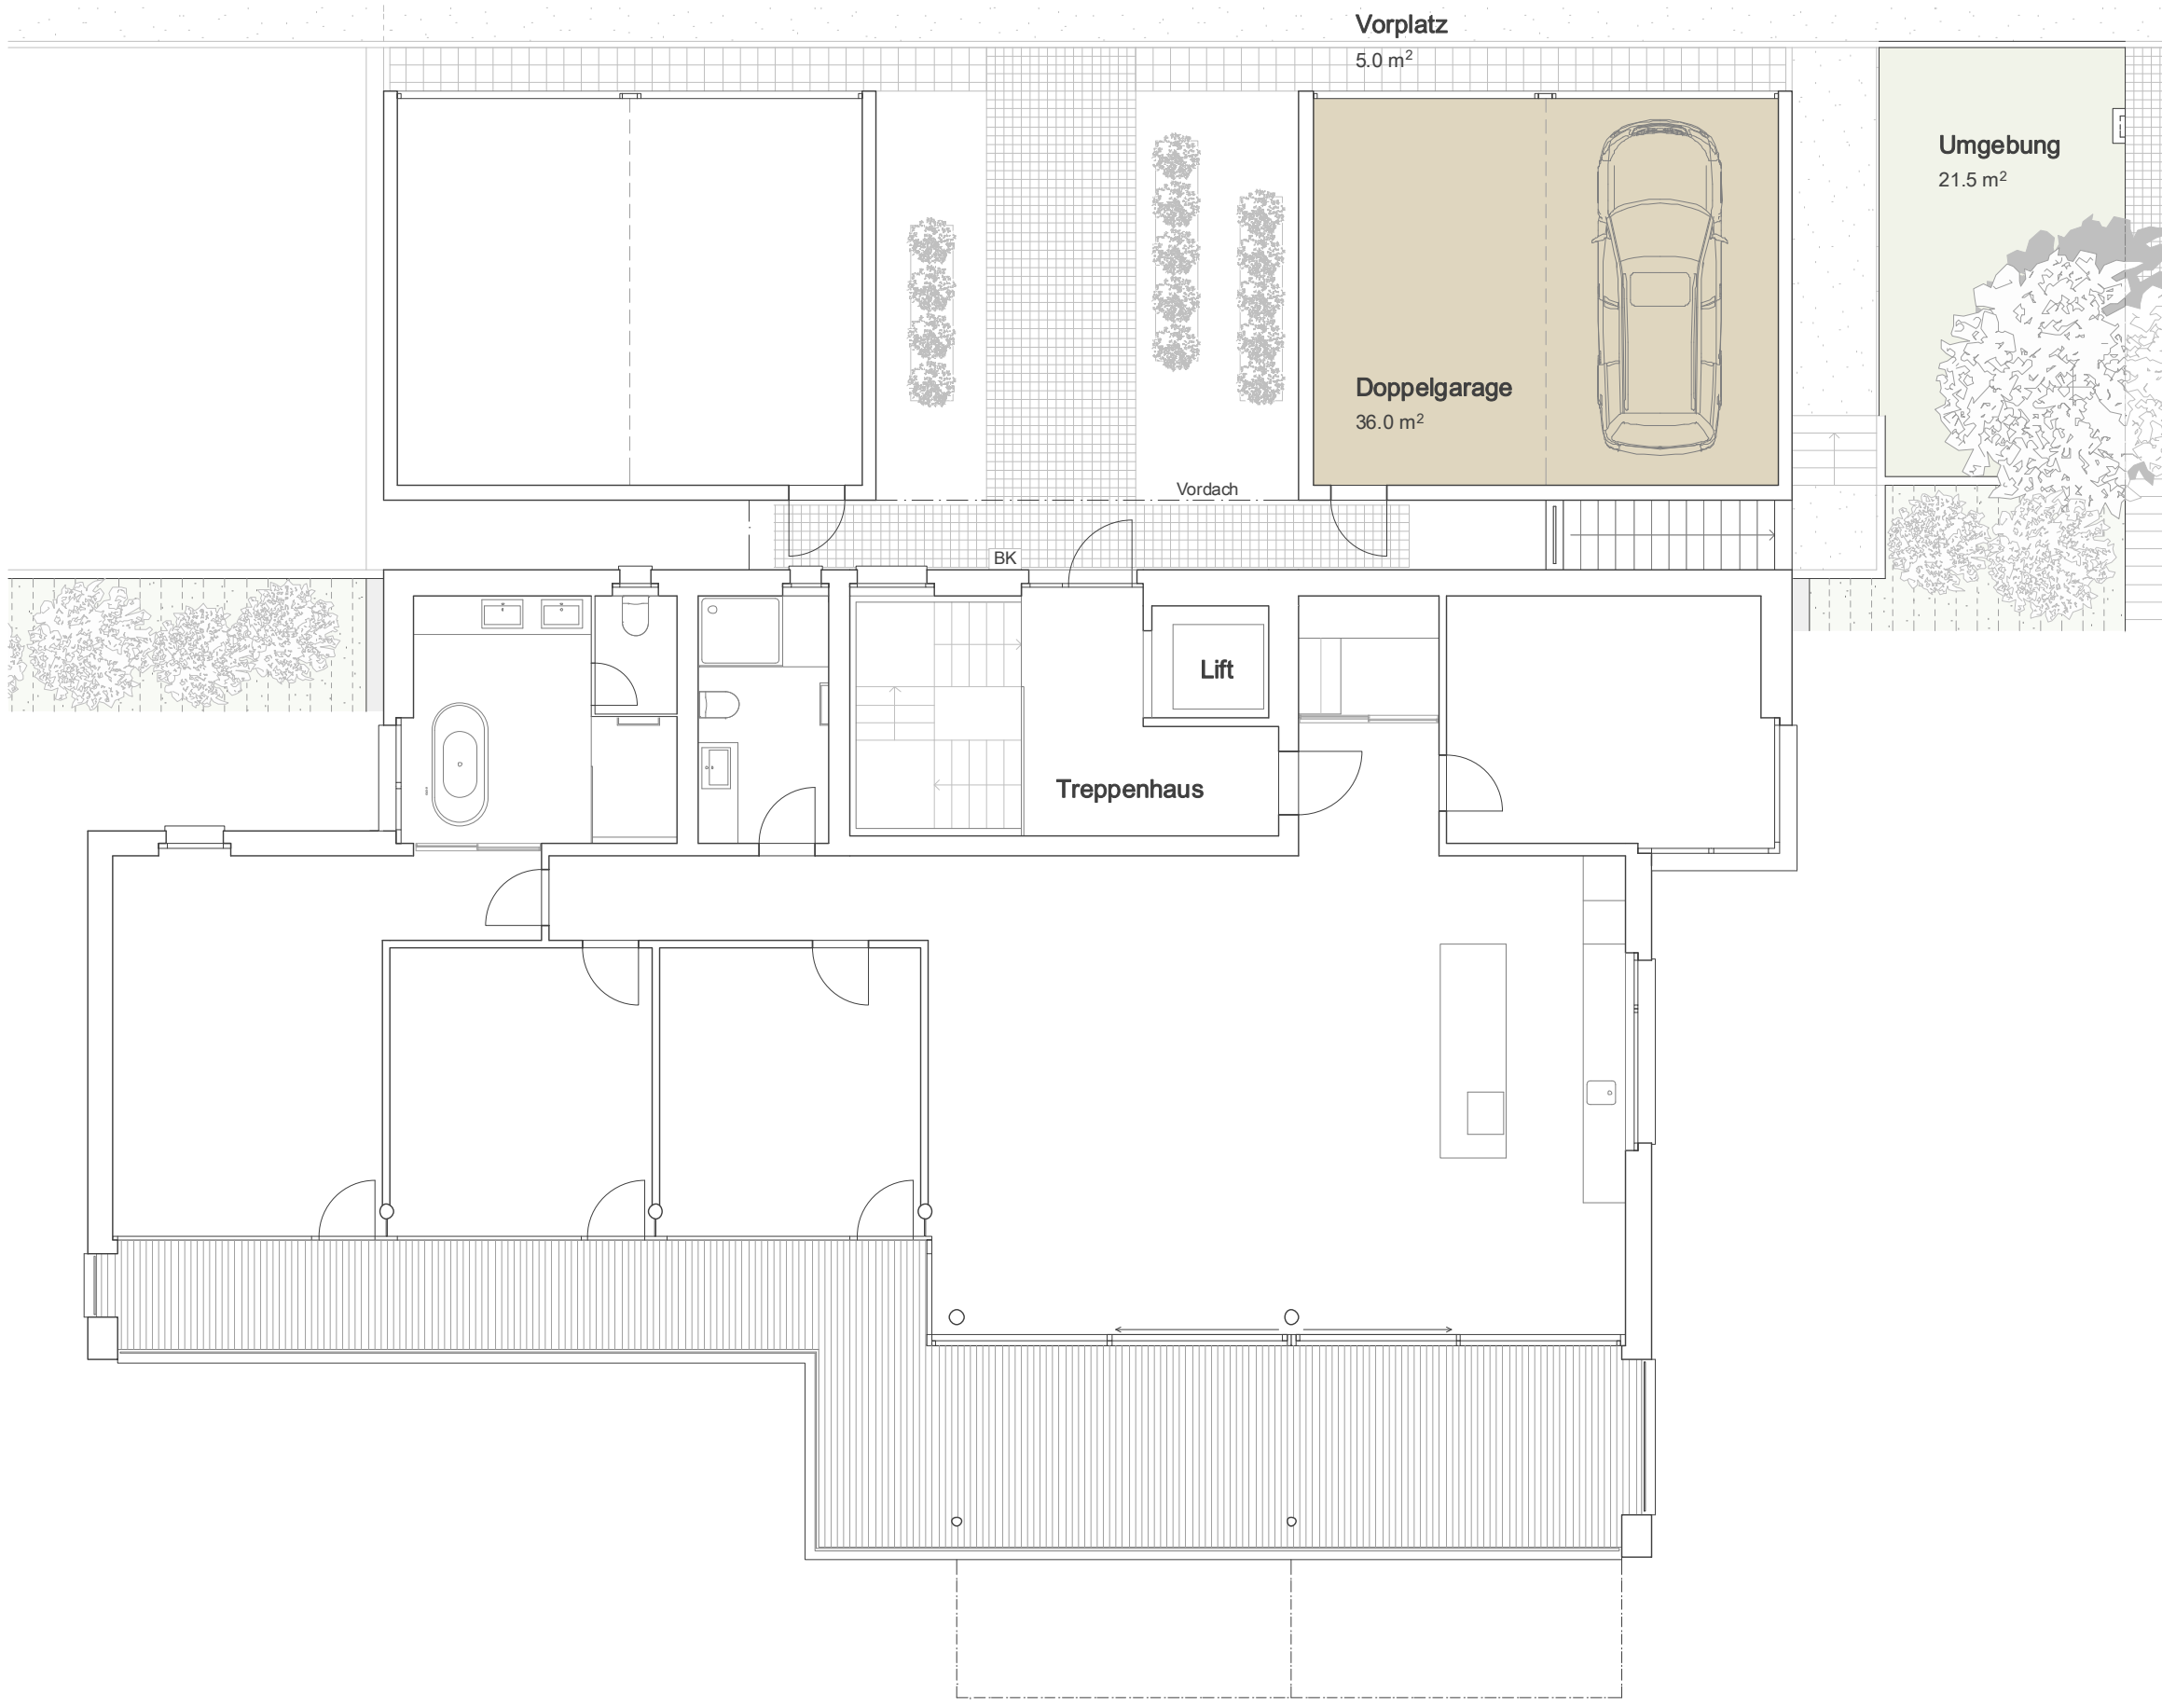 Vorplatz
5.0 m²
Umgebung
21.5 m²
Doppelgarage
36.0 m²
Vordach
BK
Lift
Treppenhaus